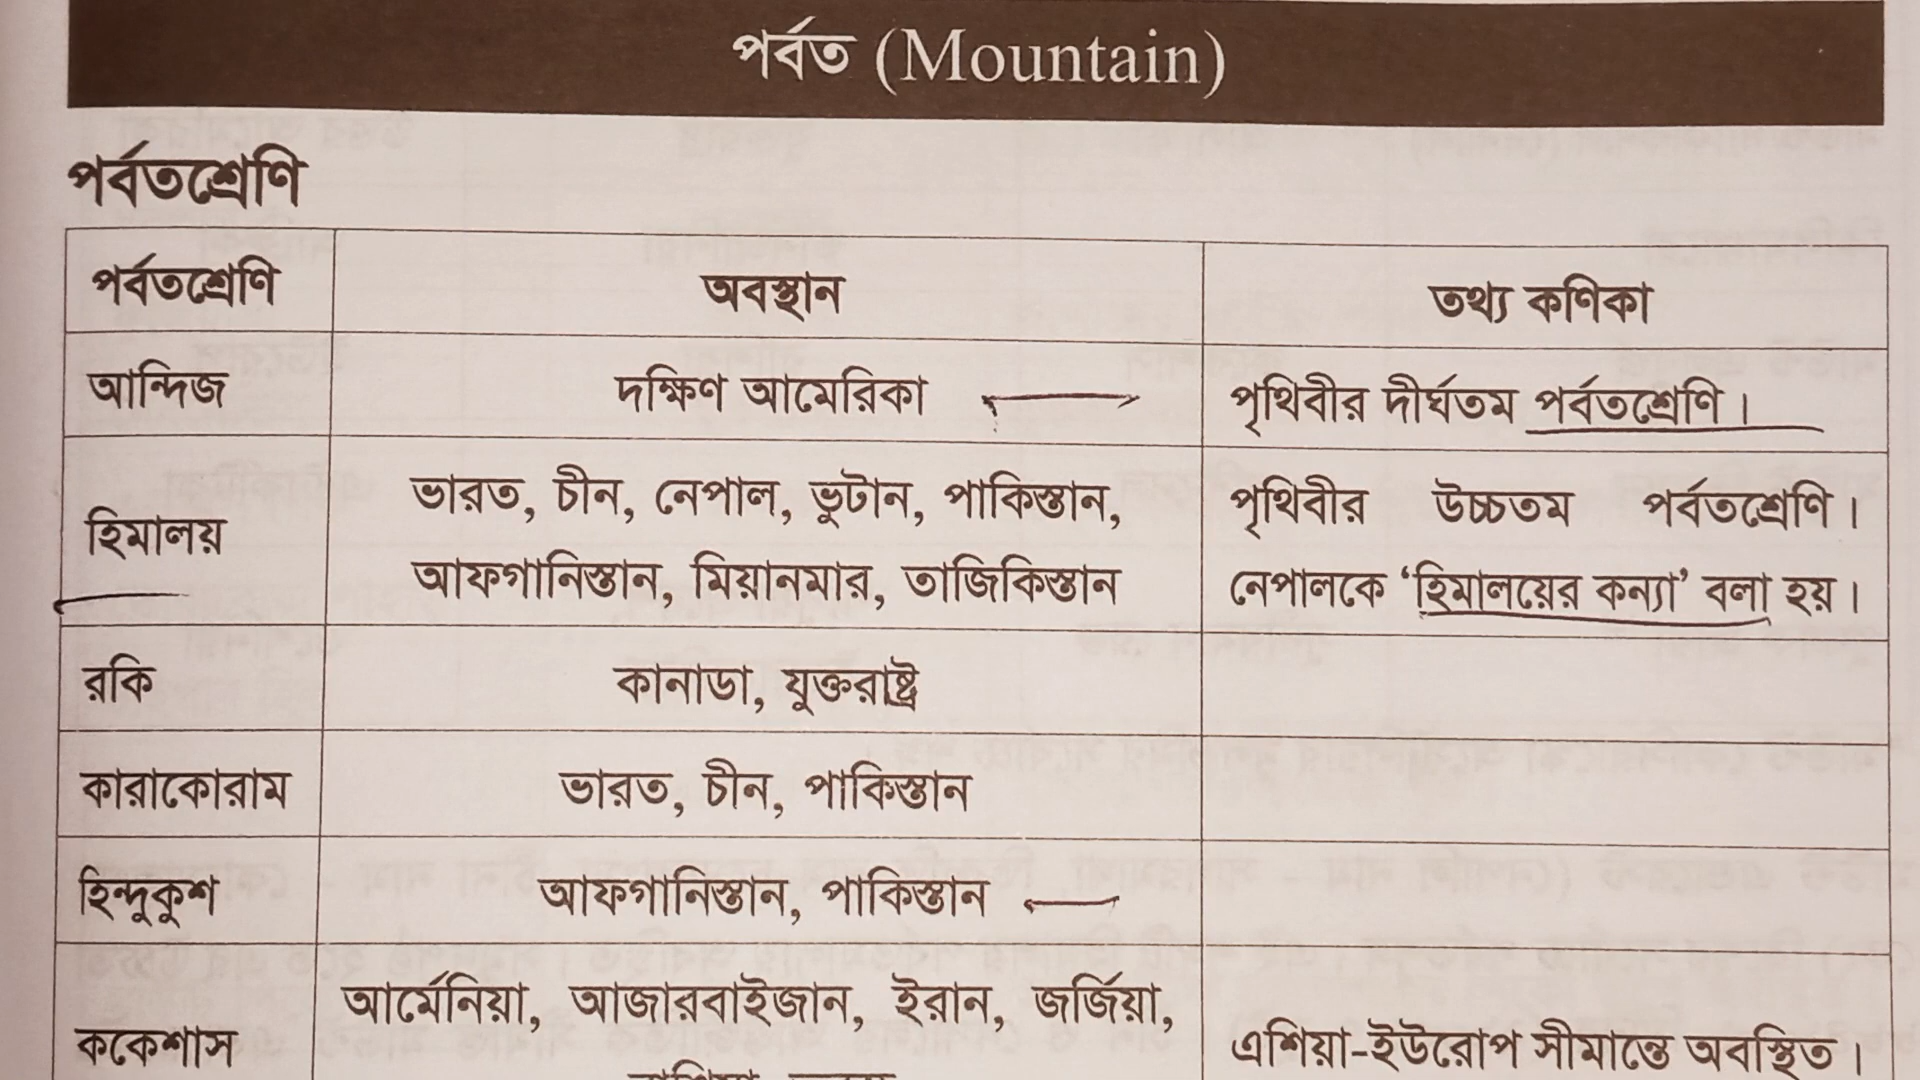 পর্বত (Mountain)
পর্বতশ্রেণি
পর্বতশ্রেণি অবস্থান তথ্য কণিকা
আন্দিজ দক্ষিণ আমেরিকা পৃথিবীর দীর্ঘতম পর্বতশ্রেণি।
হিমালয় ভারত, চীন, নেপাল, ভুটান, পাকিস্তান, পৃথিবীর উচ্চতম পর্বতশ্রেণি।
আফগানিস্তান, মিয়ানমার, তাজিকিস্তান নেপালকে ‘হিমালয়ের কন্যা’ বলা হয়।
রকি কানাডা, যুক্তরাষ্ট্র
কারাকোরাম ভারত, চীন, পাকিস্তান
হিন্দুকুশ আফগানিস্তান, পাকিস্তান
ককেশাস আর্মেনিয়া, আজারবাইজান, ইরান, জর্জিয়া, এশিয়া-ইউরোপ সীমান্তে অবস্থিত।